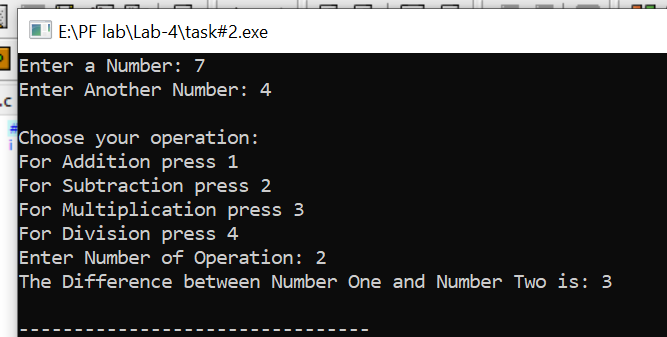 E:\PF lab\Lab-4\task#2.exe
Enter a Number: 7
Enter Another Number: 4
.c
Choose your operation:
#
i
For Addition press 1
For Subtraction press 2
For Multiplication press 3
For Division press 4
Enter Number of Operation: 2
The Difference between Number One and Number Two is: 3
--------------------------------